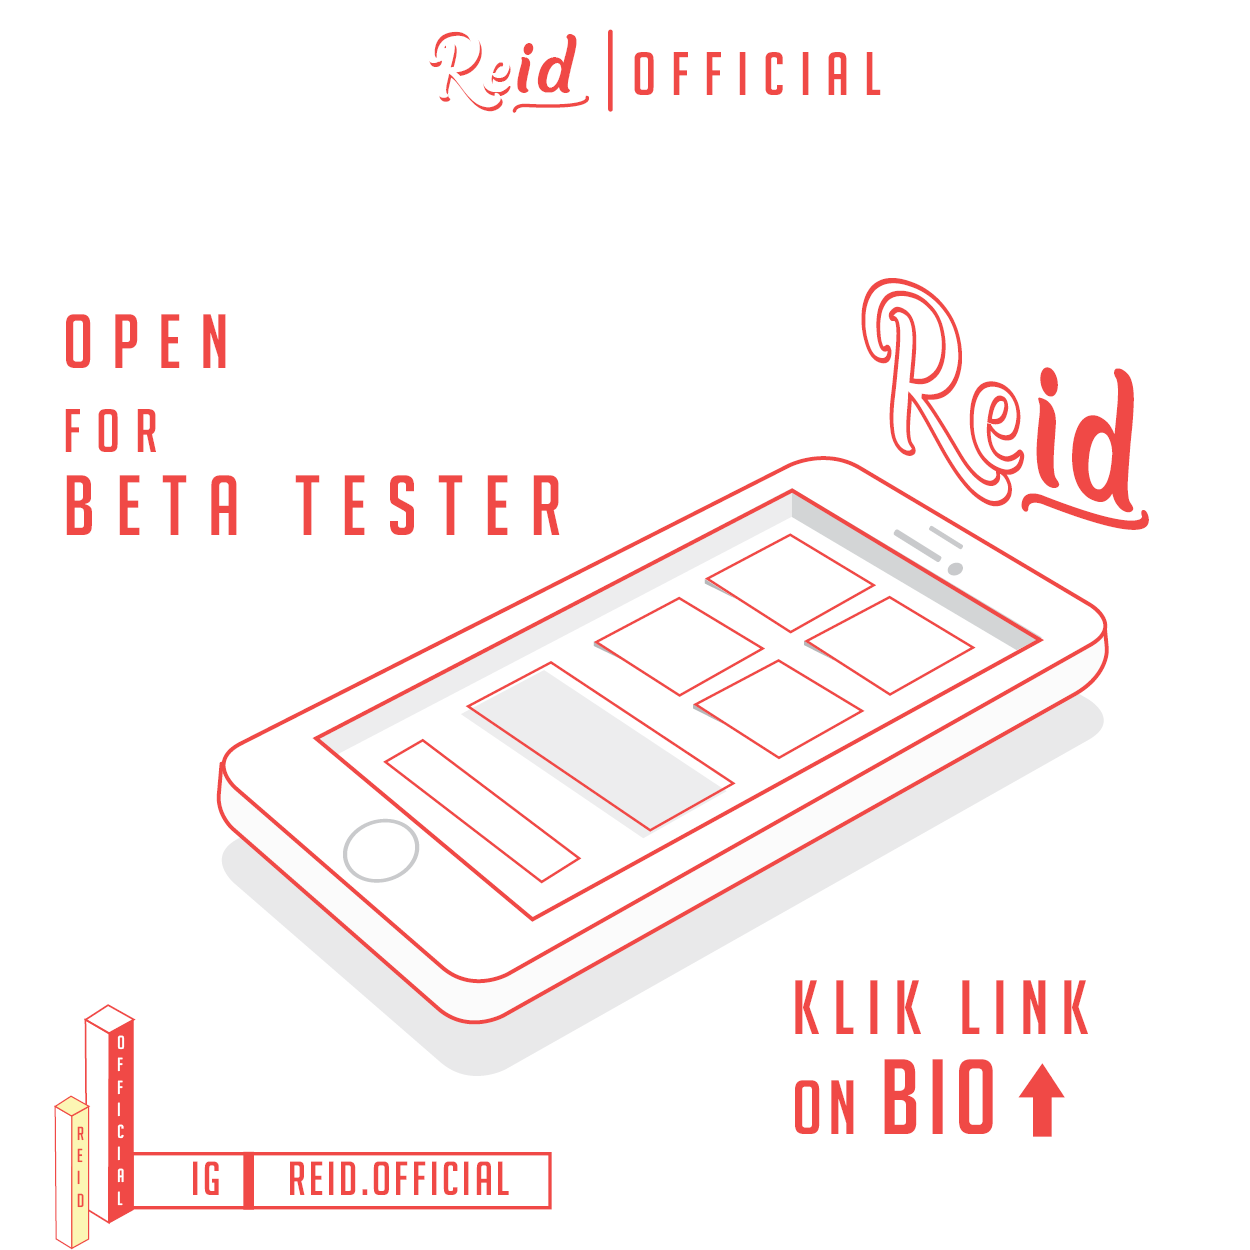 Reid | OFFICIAL
OPEN
FOR
BETA TESTER
Reid
KLIK LINK
ON BIO
OFFICIAL
REID
IG | REID.OFFICIAL